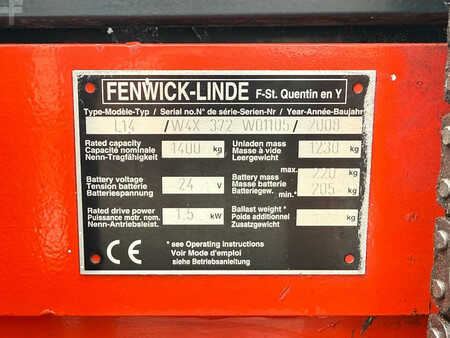 FENWICK-LINDE F-St. Quentin en Y
Type-Modèle-Typ / Serial no.N° de série-Serien-Nr / Year-Année-Baujahr
L14 / W4X 372 W01105 / 2008
Rated capacity
Capacité nominale
Nenn-Tragfähigkeit
1400 kg
Unladen mass
Masse à vide
Leergewicht
1230 kg
Battery voltage
Tension batterie
Batteriespannung
24 V
Battery mass
Masse batterie
Batteriegew.
max. 220 kg
min.* 205 kg
Rated drive power
Puissance motr. nom.
Nenn-Antriebsleist.
1,5 kW
Ballast weight *
Poids additionnel
Zusatzgewicht
kg
CE
* see Operating instructions
Voir Mode d'emploi
siehe Betriebsanleitung